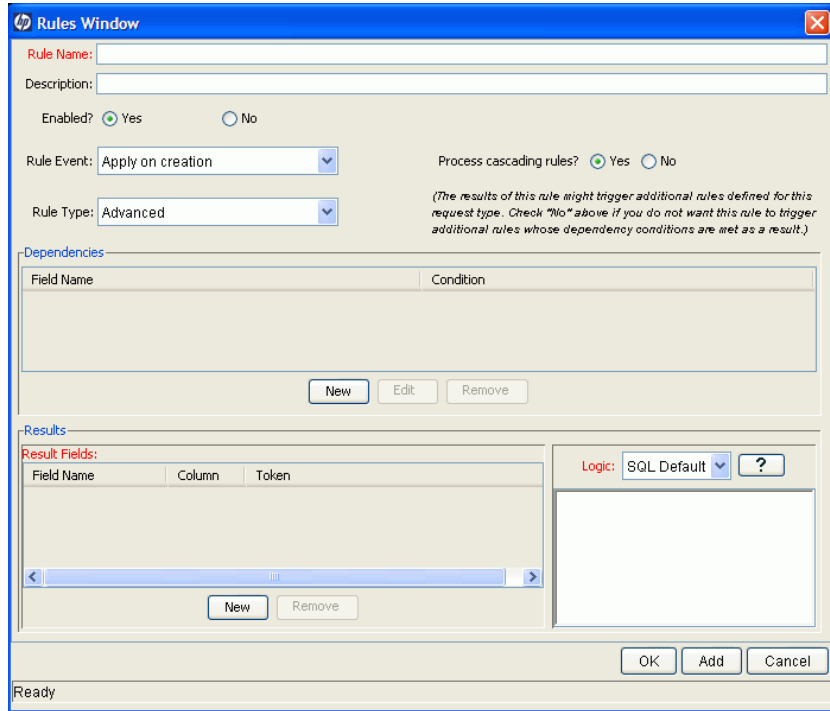 hp Rules Window
Rule Name:
Description:
Enabled? Yes No
Rule Event: Apply on creation Process cascading rules? Yes No
Rule Type: Advanced
(The results of this rule might trigger additional rules defined for this
request type. Check "No" above if you do not want this rule to trigger
additional rules whose dependency conditions are met as a result.)
Dependencies
Field Name Condition
New Edit Remove
Results
Result Fields:
Field Name Column Token
Logic: SQL Default ?
New Remove
OK Add Cancel
Ready